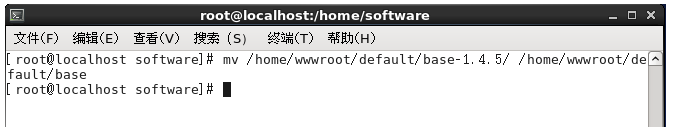 root@localhost:/home/software
文件(F) 编辑(E) 查看(V) 搜索 (S) 终端(T) 帮助(H)
[root@localhost software]# mv /home/wwwroot/default/base-1.4.5/ /home/wwwroot/de
fault/base
[root@localhost software]#